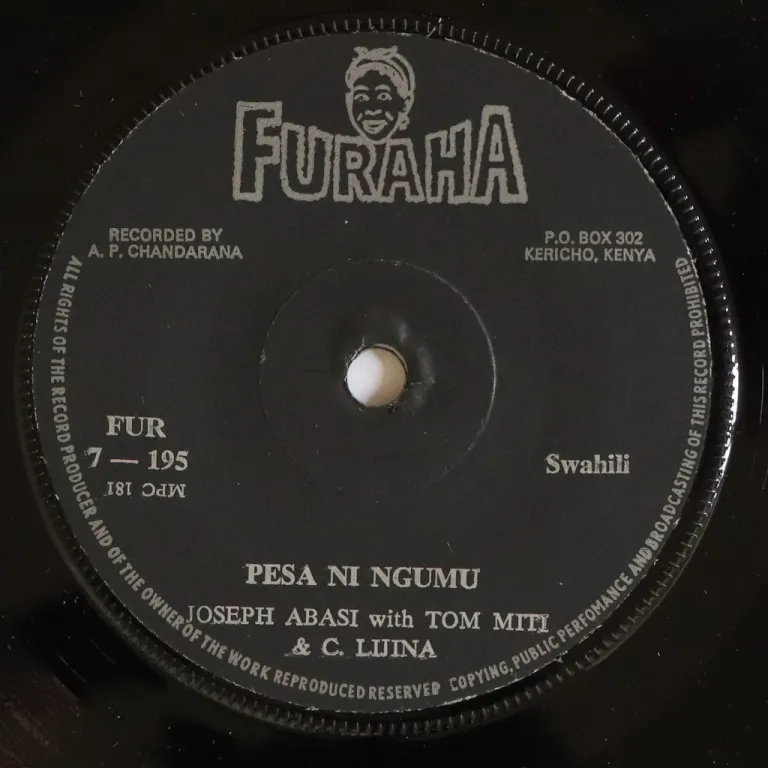 FURAHA
RECORDED BY
A. P. CHANDARANA
P.O. BOX 302
KERICHO, KENYA
FUR
7 — 195
MPC 181
Swahili
PESA NI NGUMU
JOSEPH ABASI with TOM MITI
& C. LIJINA
ALL RIGHTS OF THE RECORD PRODUCER AND OF THE OWNER OF THE WORK REPRODUCED RESERVED COPYING, PUBLIC PERFOMANCE AND BROADCASTING OF THIS RECORD PROHIBITED